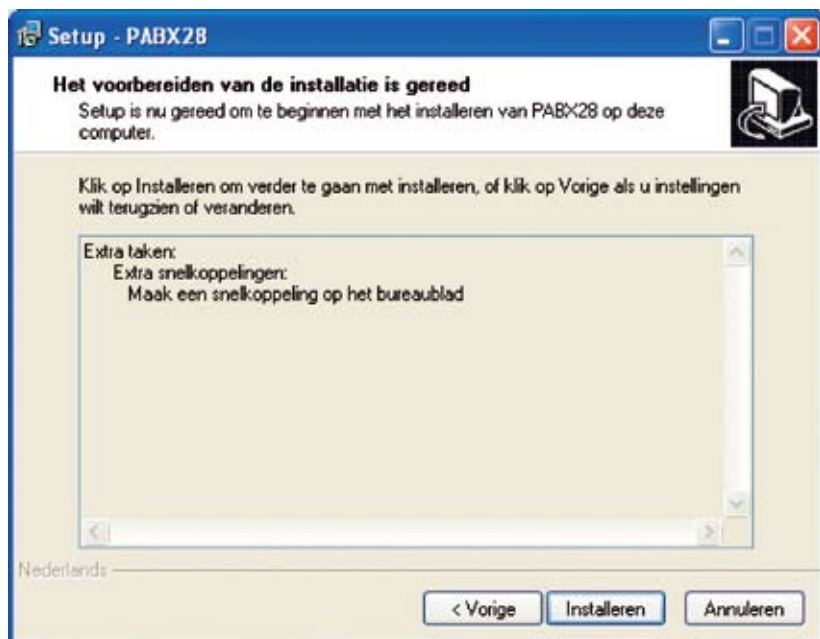 Setup - PABX28
Het voorbereiden van de installatie is gereed
Setup is nu gereed om te beginnen met het installeren van PABX28 op deze
computer.
Klik op Installeren om verder te gaan met installeren, of klik op Vorige als u instellingen
wilt terugzien of veranderen.
Extra taken:
Extra snelkoppelingen:
Maak een snelkoppeling op het bureaublad
Nederlands
< Vorige
Installeren
Annuleren